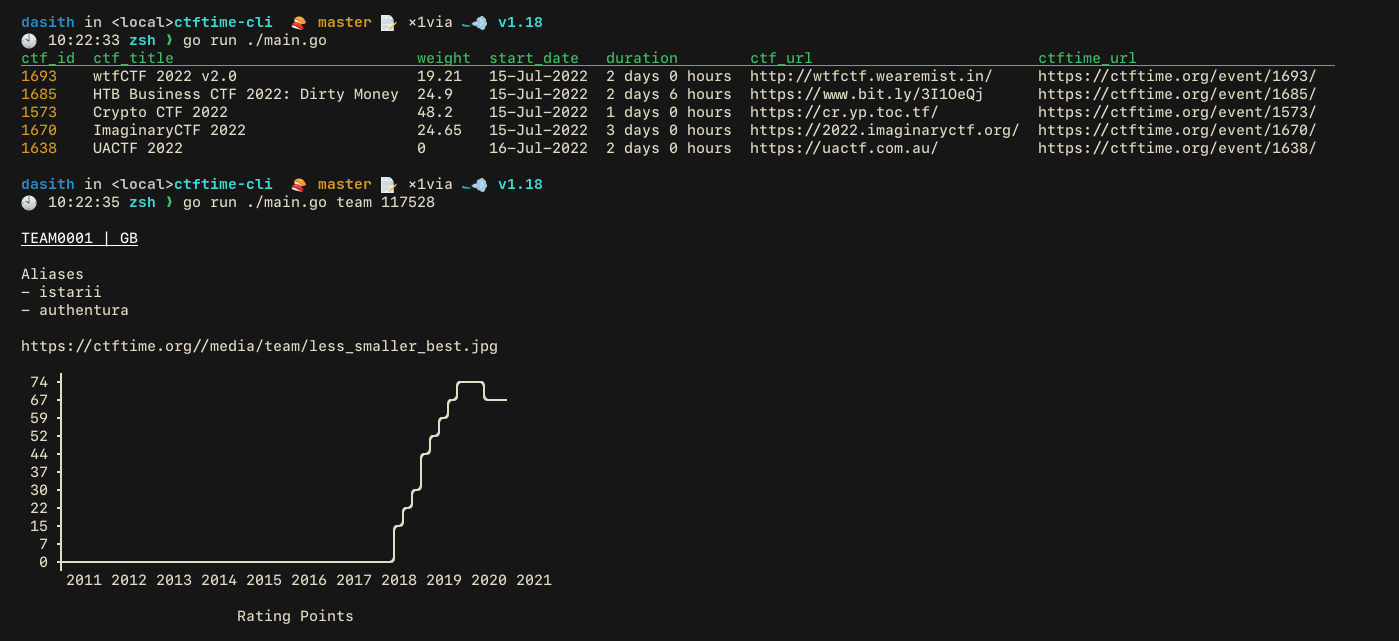 dasith in <local>ctftime-cli master ×1via v1.18
10:22:33 zsh ❯ go run ./main.go
ctf_id ctf_title weight start_date duration ctf_url ctftime_url
1693 wtfCTF 2022 v2.0 19.21 15-Jul-2022 2 days 0 hours http://wtfctf.wearemist.in/ https://ctftime.org/event/1693/
1685 HTB Business CTF 2022: Dirty Money 24.9 15-Jul-2022 2 days 6 hours https://www.bit.ly/3I1OeQj https://ctftime.org/event/1685/
1573 Crypto CTF 2022 48.2 15-Jul-2022 1 days 0 hours https://cr.yp.toc.tf/ https://ctftime.org/event/1573/
1670 ImaginaryCTF 2022 24.65 15-Jul-2022 3 days 0 hours https://2022.imaginaryctf.org/ https://ctftime.org/event/1670/
1638 UACTF 2022 0 16-Jul-2022 2 days 0 hours https://uactf.com.au/ https://ctftime.org/event/1638/
dasith in <local>ctftime-cli master ×1via v1.18
10:22:35 zsh ❯ go run ./main.go team 117528
TEAM0001 | GB
Aliases
- istarii
- authentura
https://ctftime.org//media/team/less_smaller_best.jpg
74
67
59
52
44
37
30
22
15
7
0
2011 2012 2013 2014 2015 2016 2017 2018 2019 2020 2021
Rating Points